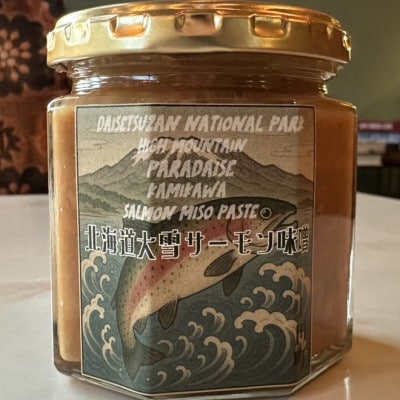 DAISETSUZAN NATIONAL PARK
HIGH MOUNTAIN
PARADAISE
KAMIKAWA
SALMON MISO PASTE
北海道大雪サーモン味噌